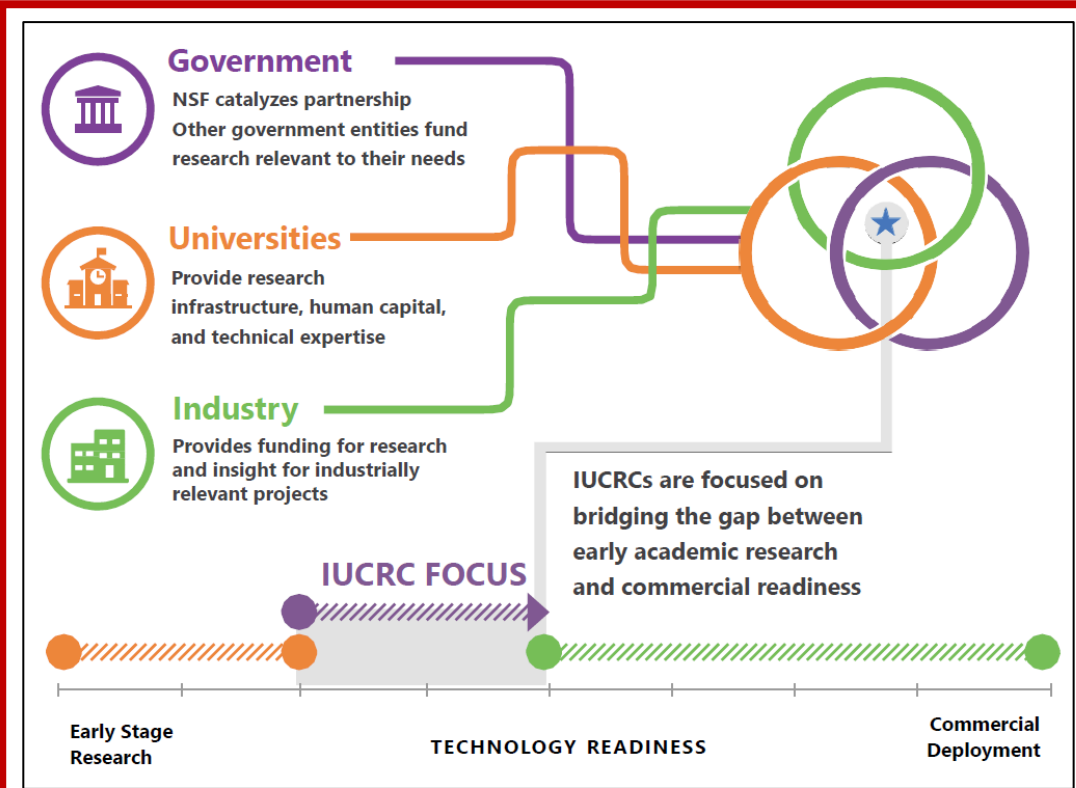 Government
NSF catalyzes partnership
Other government entities fund
research relevant to their needs
Universities
Provide research
infrastructure, human capital,
and technical expertise
Industry
Provides funding for research
and insight for industrially
relevant projects
IUCRCs are focused on
bridging the gap between
early academic research
and commercial readiness
IUCRC FOCUS
Early Stage
Research
TECHNOLOGY READINESS
Commercial
Deployment